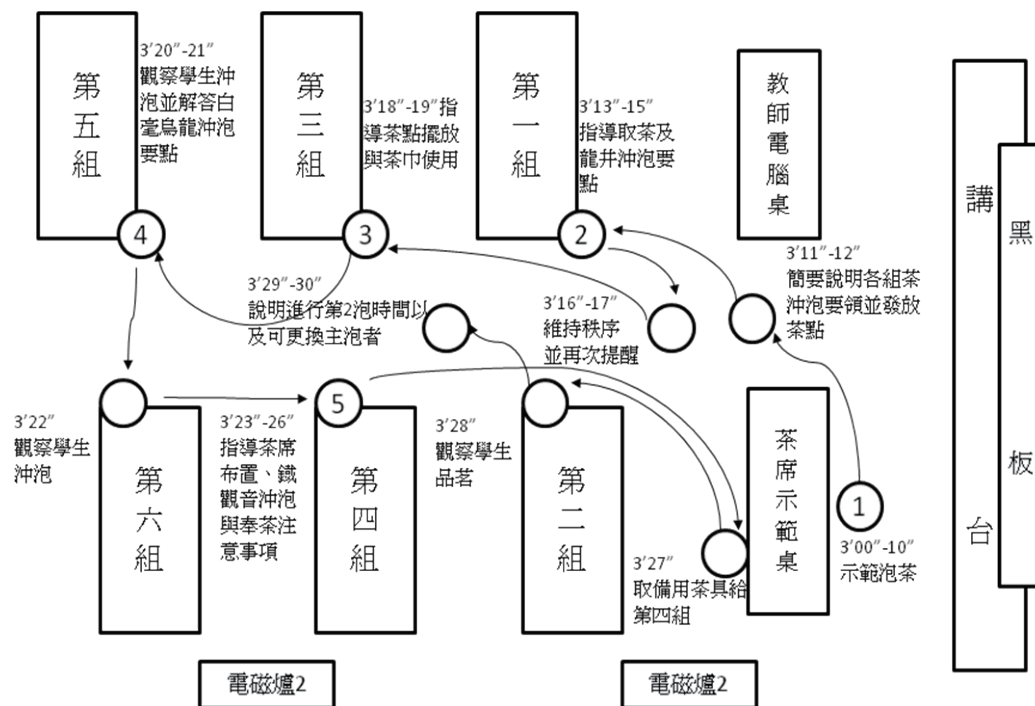 第五組
3’20”-21”
觀察學生沖
泡並解答白
毫烏龍沖泡
要點
第三組
3’18”-19”指
導茶點擺放
與茶巾使用
第一組
3’13”-15”
指導取茶及
龍井沖泡要
點
教師電腦桌
講台
黑板
4
3
2
3’11”-12”
簡要說明各組茶
沖泡要領並發放
茶點
3’29”-30”
說明進行第2泡時間以
及可更換主泡者
3’16”-17”
維持秩序
並再次提醒
3’22”
觀察學生
沖泡
第六組
3’23”-26”
指導茶席
布置、鐵
觀音沖泡
與奉茶注
意事項
5
第四組
3’28”
觀察學生
品茗
第二組
3’27”
取備用茶具給
第四組
茶席示範桌
1
3’00”-10”
示範泡茶
電磁爐2
電磁爐2